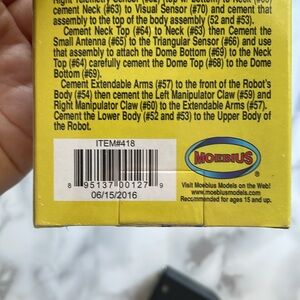 Right Telemetry Sensor
cement Neck (#63) to Visual Sensor (#70) and cement that
assembly to the top of the body assembly (52 and #53).
Cement Neck Top (#64) to Neck (#63) then Cement the
Small Antenna (#65) to the Triangular Sensor (#66) and use
that assembly to attach the Dome Bottom (#69) to the Neck
Top (#64) carefully cement the Dome Top (#68) to the Dome
Bottom (#69).
Cement Extendable Arms (#57) to the front of the Robot's
Body (#54) then cement the Left Manipulator Claw (#59) and
Right Manipulator Claw (#60) to the Extendable Arms (#57).
Cement the Lower Body (#52 and #53) to the Upper Body of
the Robot.
ITEM#418
8 95137 00127 9
06/15/2016
MOEBIUS
Visit Moebius Models on the Web!
www.moebiusmodels.com
Recommended for ages 15 and up.